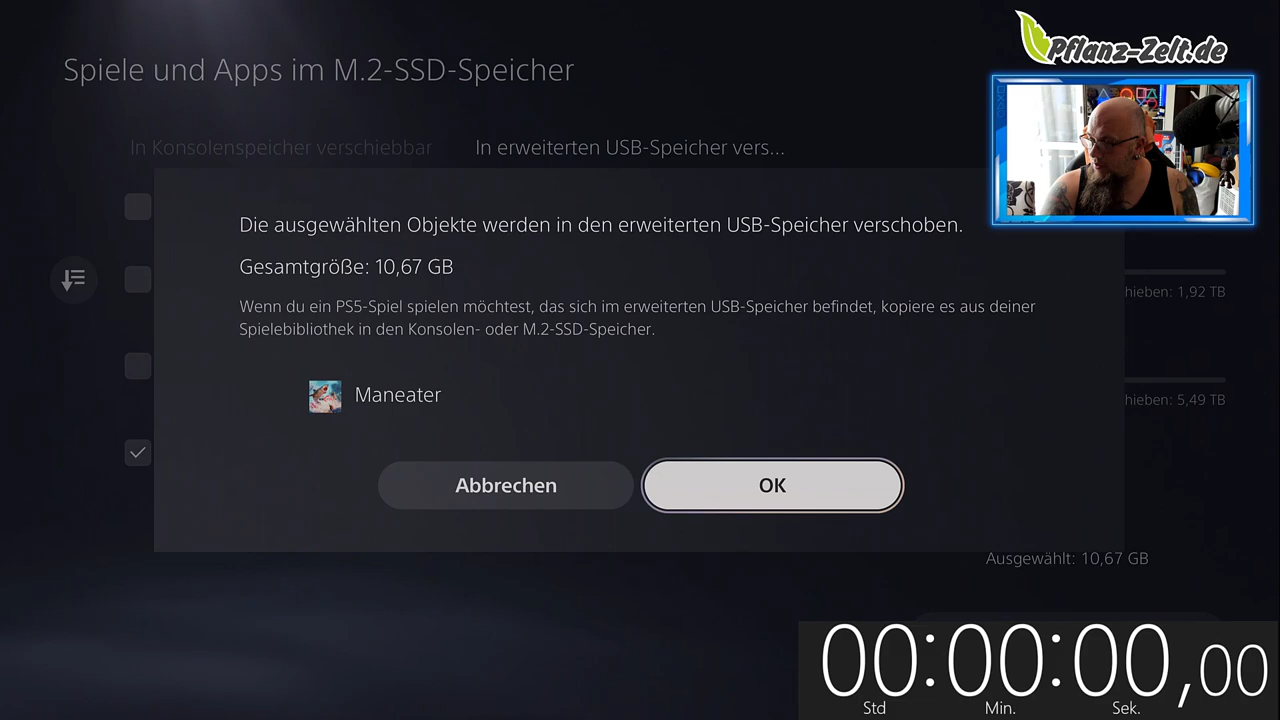 Pflanz-Zelt.de
Spiele und Apps im M.2-SSD-Speicher
In Konsolenspeicher verschiebbar
In erweiterten USB-Speicher vers...
Die ausgewählten Objekte werden in den erweiterten USB-Speicher verschoben.
Gesamtgröße: 10,67 GB
Wenn du ein PS5-Spiel spielen möchtest, das sich im erweiterten USB-Speicher befindet, kopiere es aus deiner
Spielebibliothek in den Konsolen- oder M.2-SSD-Speicher.
hieben: 1,92 TB
Maneater
hieben: 5,49 TB
Abbrechen
OK
Ausgewählt: 10,67 GB
00:00:00,00
Std
Min.
Sek.